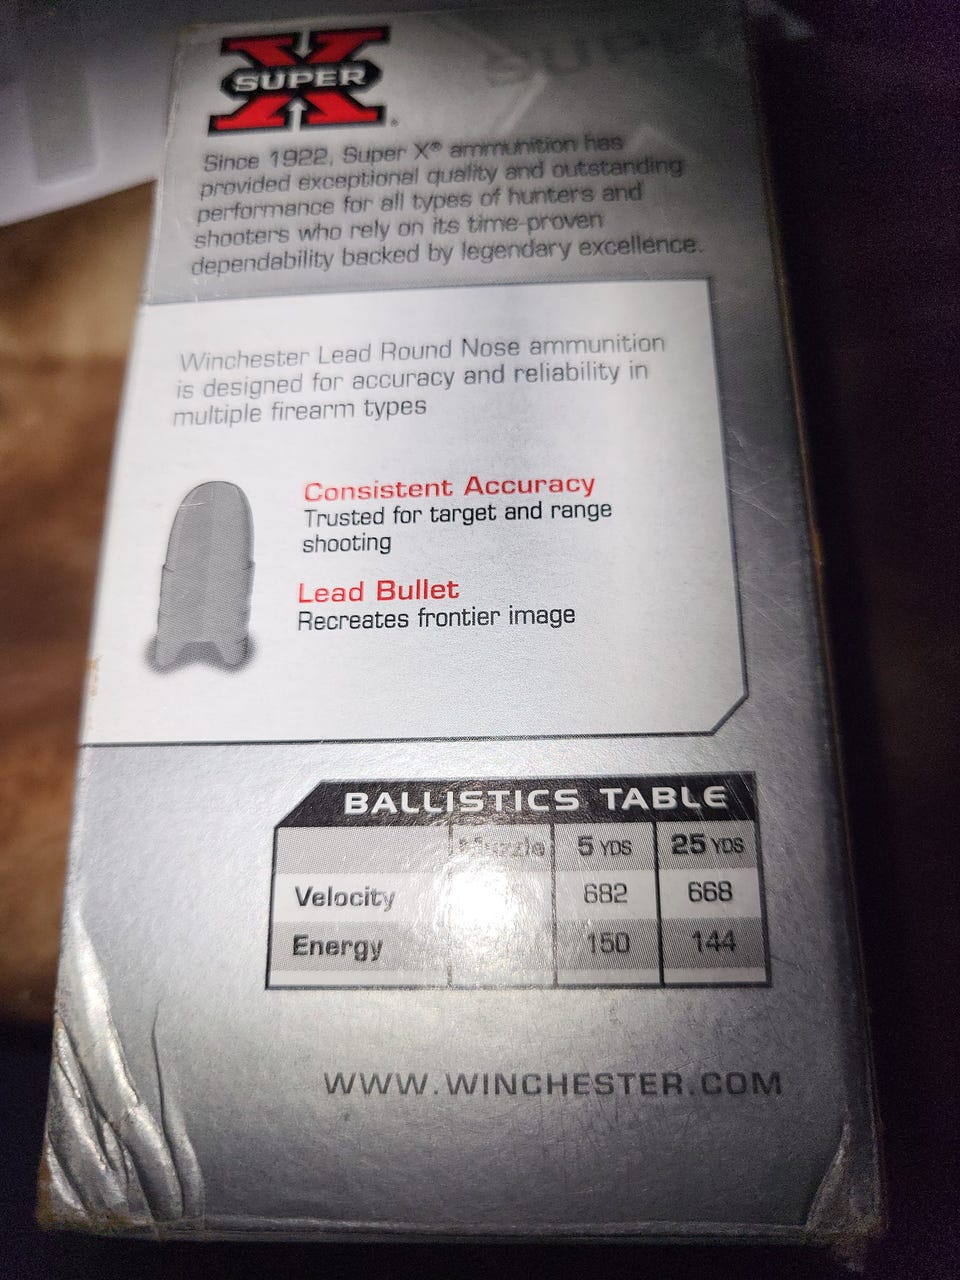 SUPER X
Since 1922, Super X® ammunition has
provided exceptional quality and outstanding
performance for all types of hunters and
shooters who rely on its time-proven
dependability backed by legendary excellence.
Winchester Lead Round Nose ammunition
is designed for accuracy and reliability in
multiple firearm types
Consistent Accuracy
Trusted for target and range
shooting
Lead Bullet
Recreates frontier image
BALLISTICS TABLE
Muzzle 5 YDS 25 YDS
Velocity 682 668
Energy 150 144
WWW.WINCHESTER.COM